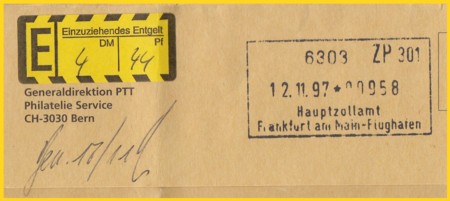 E
Einzuziehendes Entgelt
DM Pf
4 44
Generaldirektion PTT
Philatelie Service
CH-3030 Bern
6303 ZP 301
12.11.97*00958
Hauptzollamt
Frankfurt am Main-Flughafen